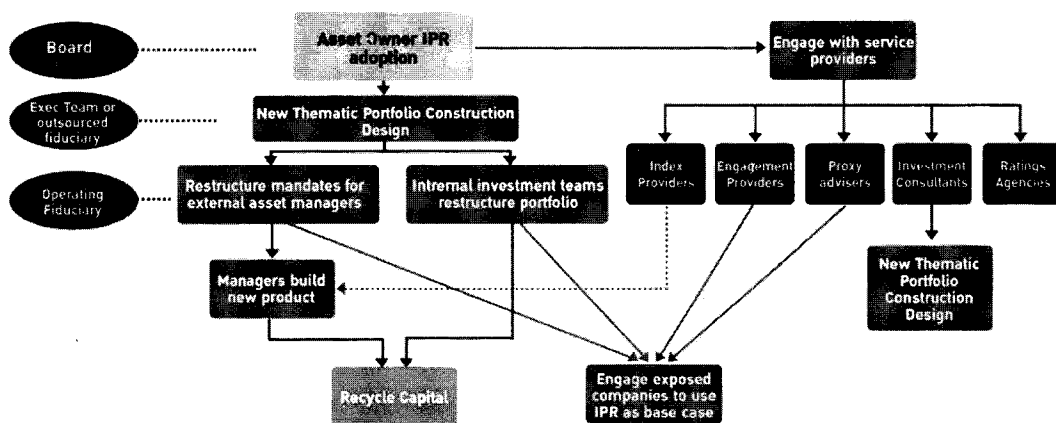 Board
Asset Owner IPR
adoption
Engage with service
providers
Exec Team or
outsourced
fiduciary
New Thematic Portfolio Construction
Design
Index
Providers
Engagement
Providers
Proxy
advisers
Investment
Consultants
Ratings
Agencies
Operating
Fiduciary
Restructure mandates for
external asset managers
Intrernal investment teams
restructure portfolio
Managers build
new product
New Thematic
Portfolio
Construction
Design
Recycle Capital
Engage exposed
companies to use
IPR as base case